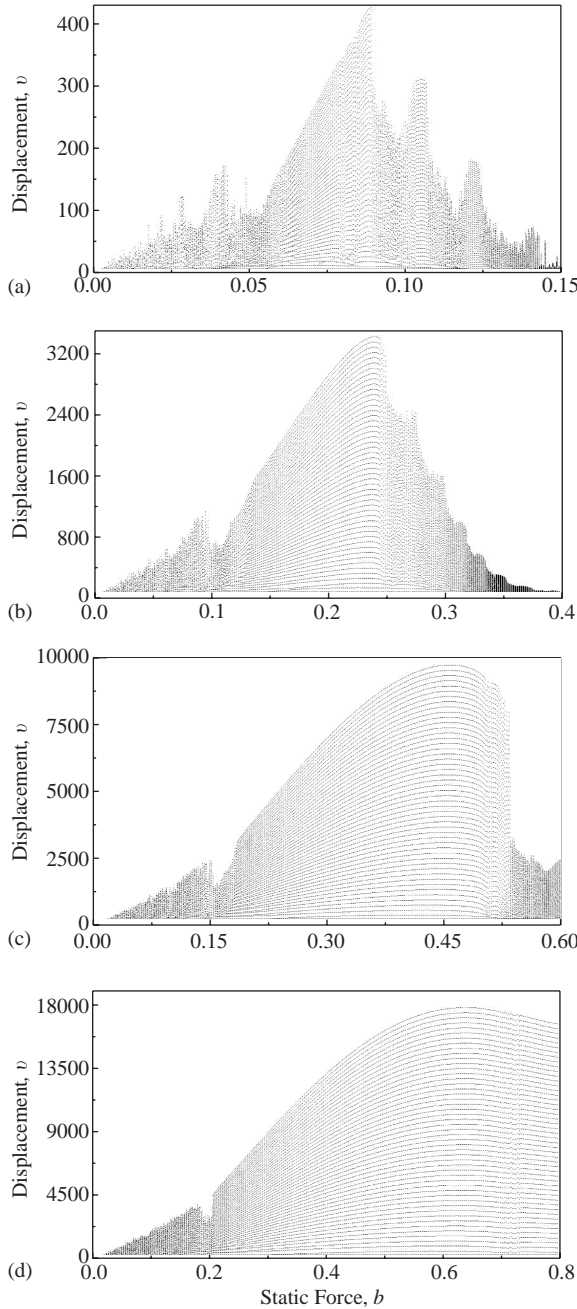 400
300
200
100
0
Displacement, υ
(a)
0.00 0.05 0.10 0.15
3200
2400
1600
800
0
Displacement, υ
(b)
0.0 0.1 0.2 0.3 0.4
10000
7500
5000
2500
0
Displacement, υ
(c)
0.00 0.15 0.30 0.45 0.60
18000
13500
9000
4500
0
Displacement, υ
(d)
0.0 0.2 0.4 0.6 0.8
Static Force, b